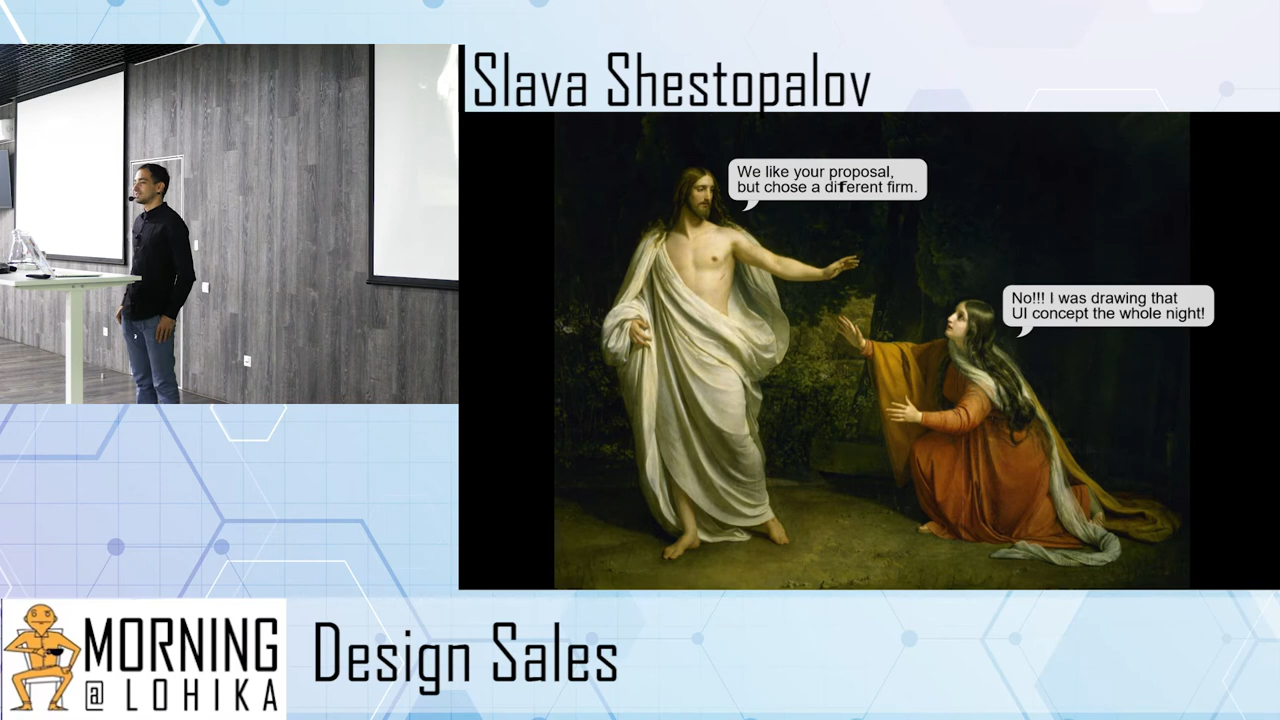 Slava Shestopalov
We like your proposal,
but chose a different firm.
No!!! I was drawing that
UI concept the whole night!
MORNING
@ LOHIKA
Design Sales